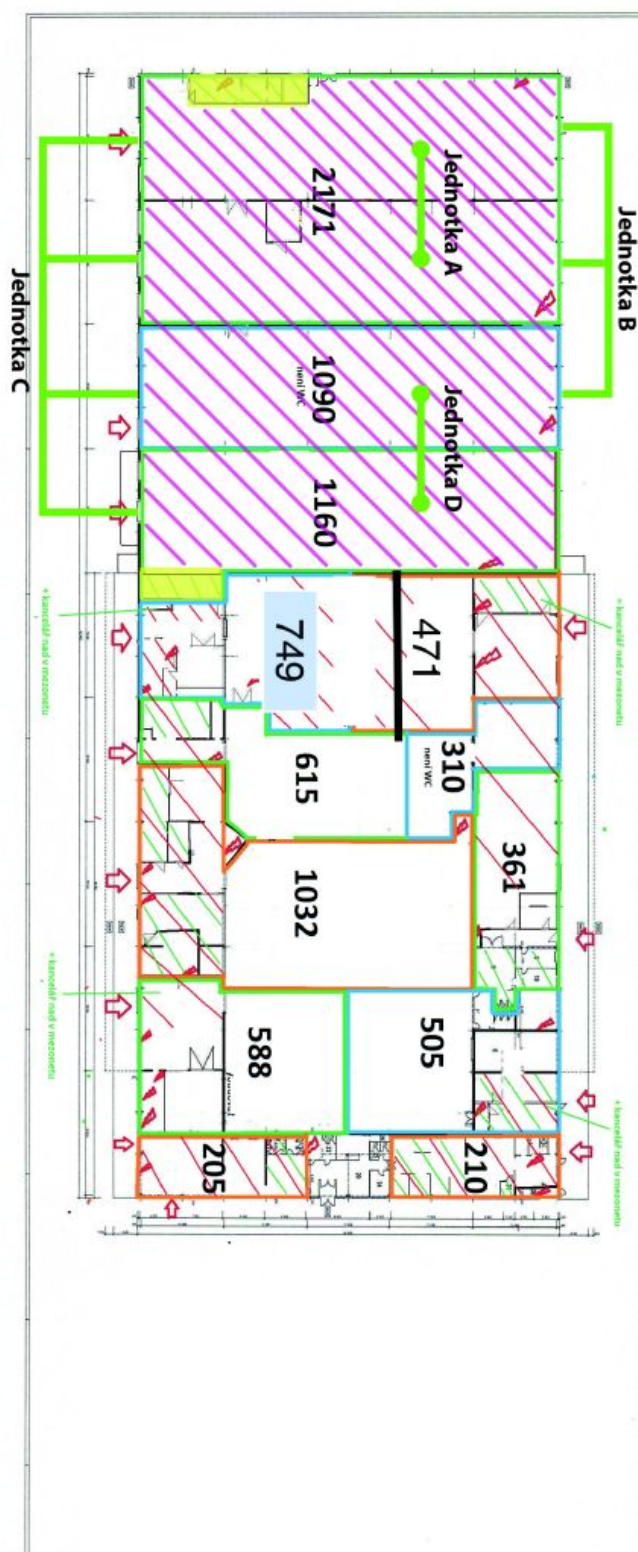 Jednotka B
Jednotka A
2171
Jednotka C
1090
není WC
Jednotka D
1160
+ kancelář nad v mezonetu
+ kancelář nad v mezonetu
749
471
310
není WC
615
361
1032
+ kancelář nad v mezonetu
588
505
+ kancelář nad v mezonetu
205
210